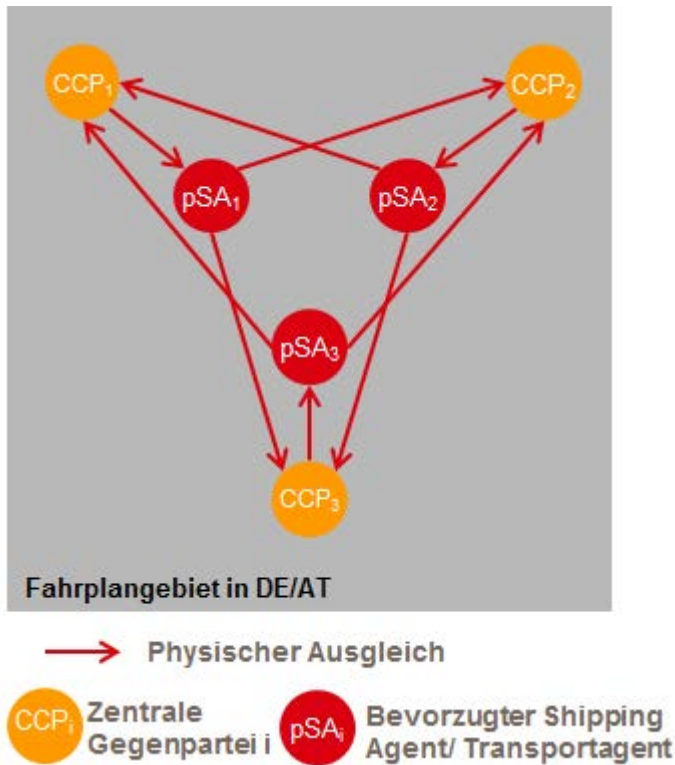 CCP₁
CCP₂
pSA₁
pSA₂
pSA₃
CCP₃
Fahrplangebiet in DE/AT
Physischer Ausgleich
CCPᵢ
Zentrale
Gegenpartei i
pSAᵢ
Bevorzugter Shipping
Agent/ Transportagent